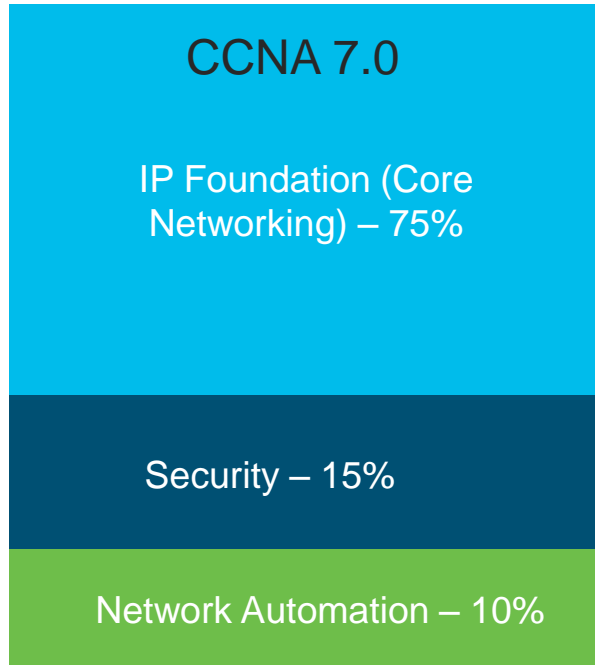 CCNA 7.0
IP Foundation (Core
Networking) – 75%
Security – 15%
Network Automation – 10%